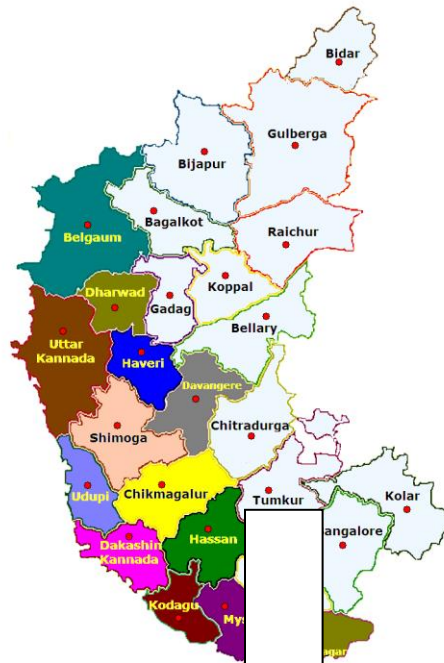 Bidar
Gulberga
Bijapur
Bagalkot
Raichur
Belgaum
Koppal
Dharwad
Gadag
Bellary
Uttar
Kannada
Haveri
Davangere
Chitradurga
Shimoga
Udupi
Chikmagalur
Tumkur
Kolar
angalore
Hassan
Dakashin
Kannada
Kodagu
Mys
agar